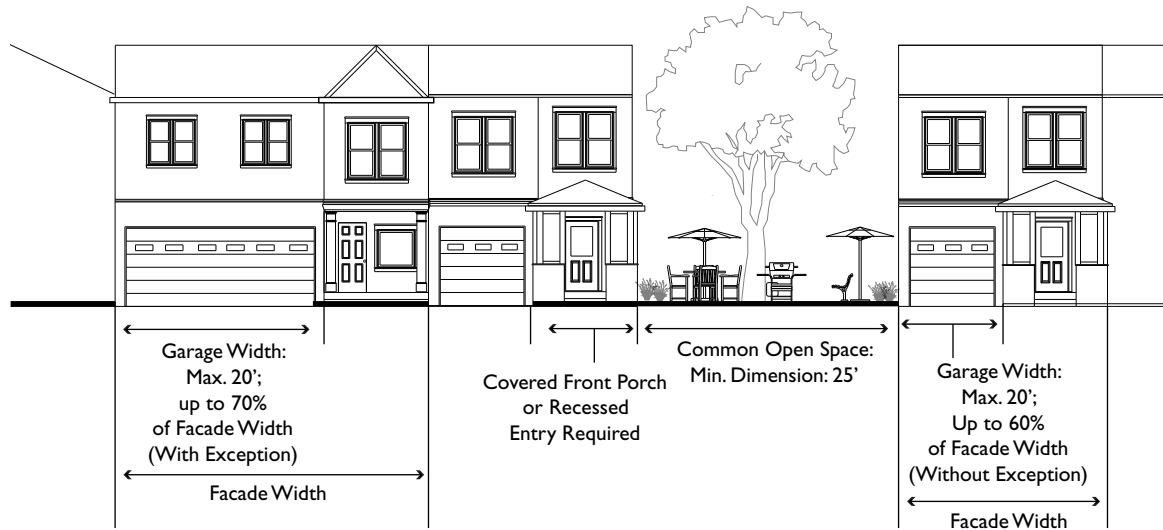 Garage Width:
Max. 20’;
up to 70%
of Facade Width
(With Exception)
Facade Width
Covered Front Porch
or Recessed
Entry Required
Common Open Space:
Min. Dimension: 25’
Garage Width:
Max. 20’;
Up to 60%
of Facade Width
(Without Exception)
Facade Width